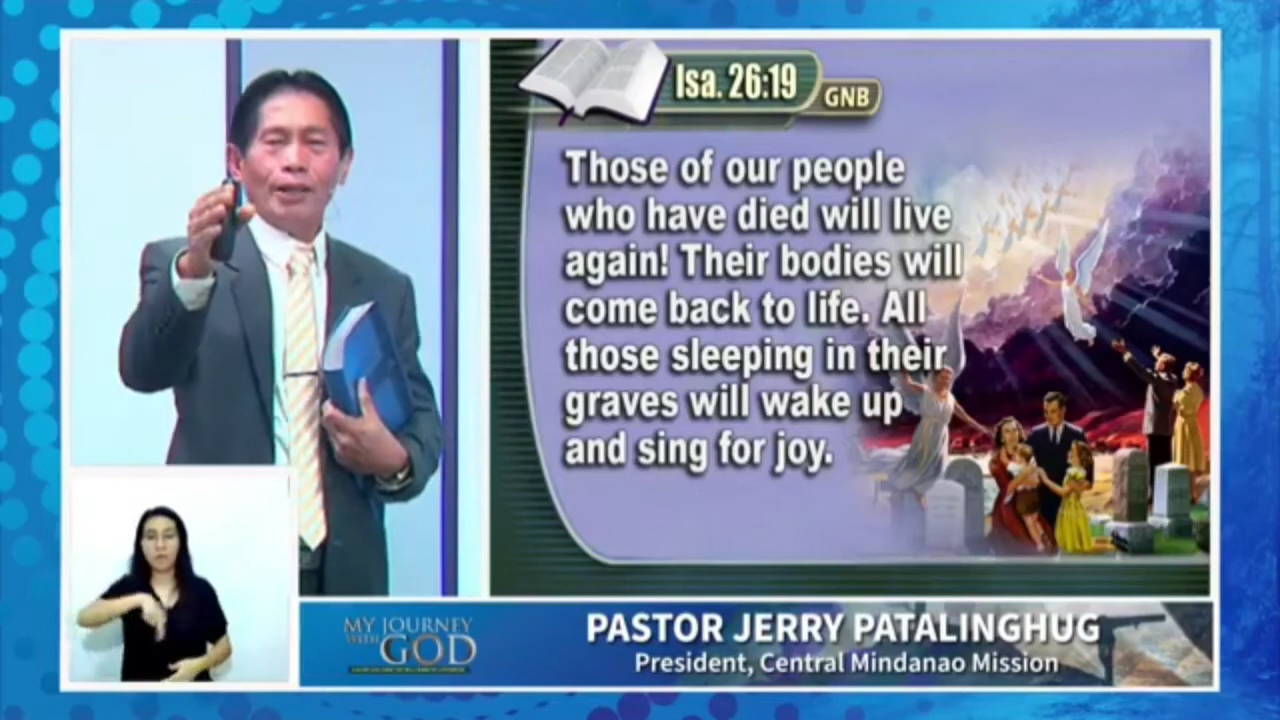 Isa. 26:19
GNB
Those of our people
who have died will live
again! Their bodies will
come back to life. All
those sleeping in their
graves will wake up
and sing for joy.
MY JOURNEY
WITH
GOD
PASTOR JERRY PATALINGHUG
President, Central Mindanao Mission